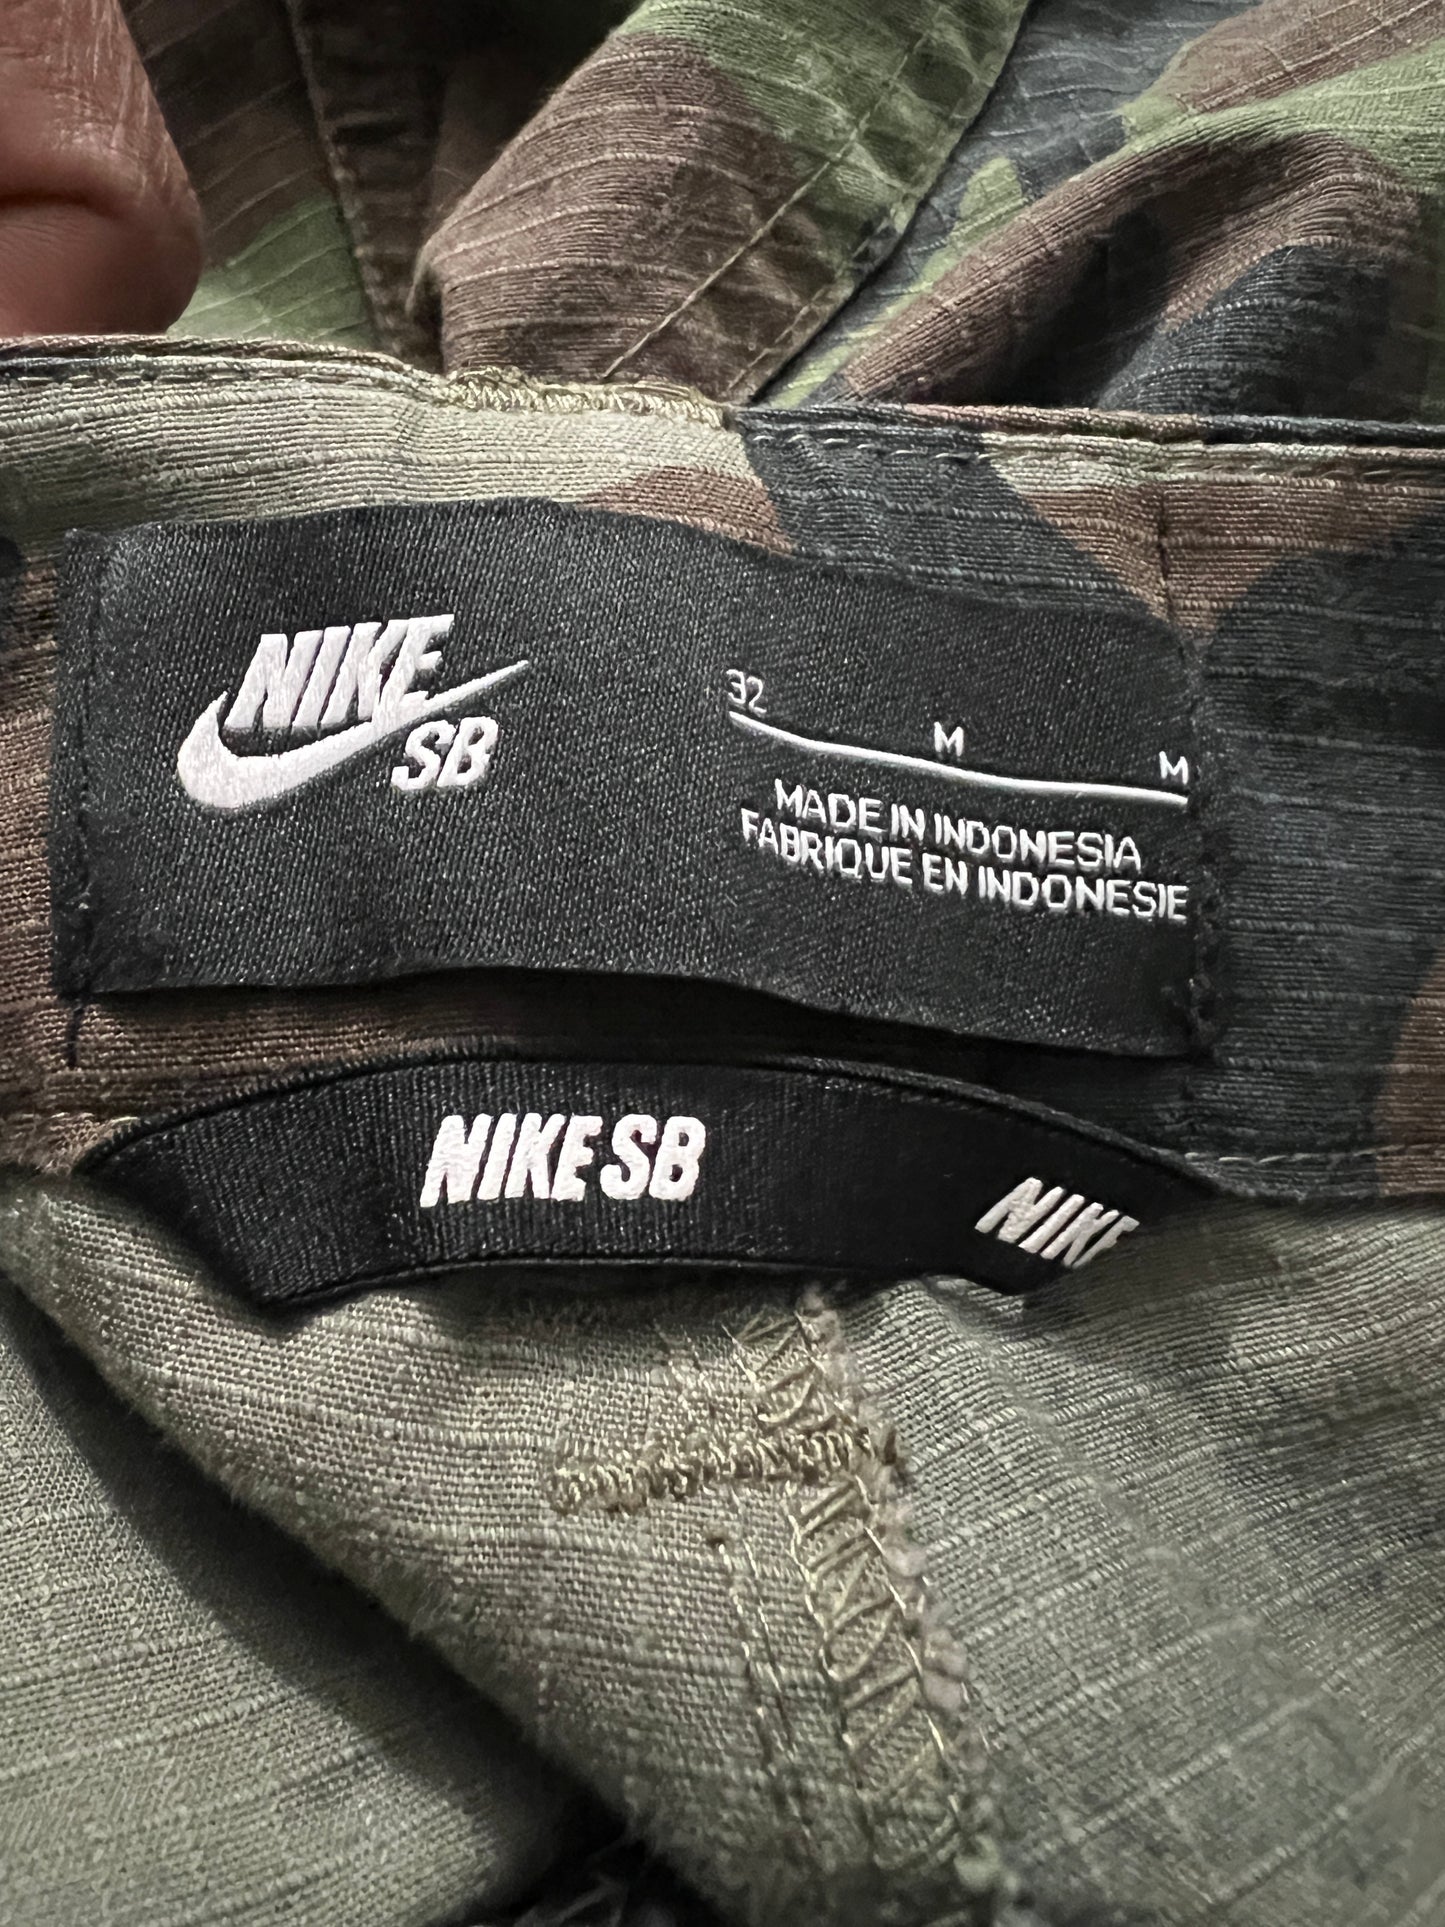 NIKE
SB
32 M M
MADE IN INDONESIA
FABRIQUE EN INDONESIE
NIKE SB NIKE